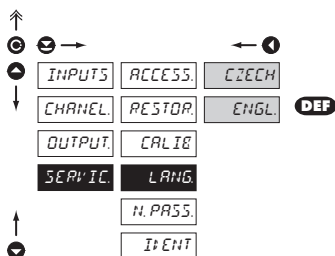 INPUTS ACCESS. CZECH
CHANEL. RESTOR. ENGL. DEF
OUTPUT. CALIB
SERVIC. LANG.
N. PASS.
IDENT